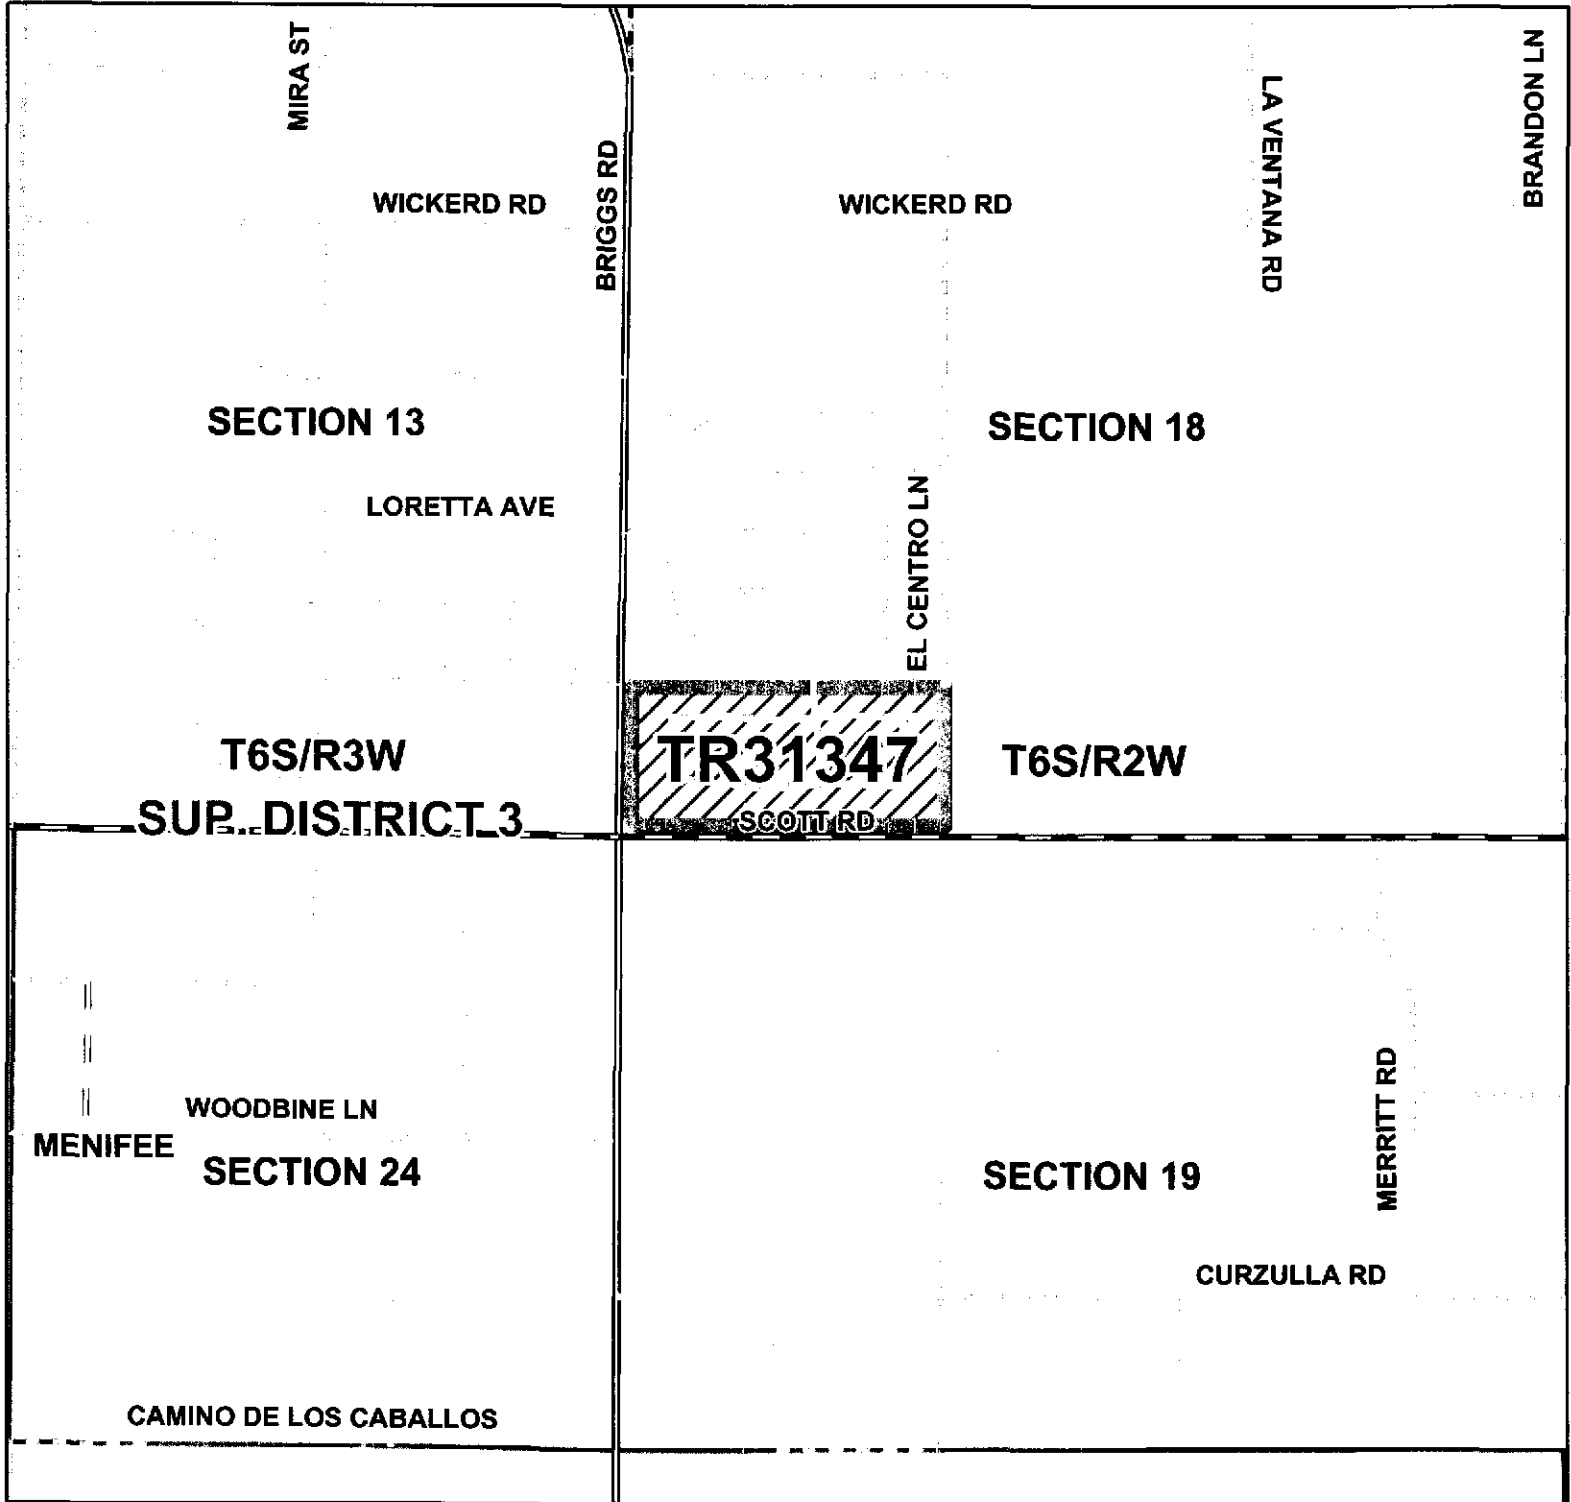 MIRA ST
BRANDON LN
LA VENTANA RD
BRIGGS RD
WICKERD RD
WICKERD RD
SECTION 13
SECTION 18
LORETTA AVE
EL CENTRO LN
T6S/R3W
TR31347
T6S/R2W
SUP. DISTRICT 3
SCOTT RD
MERRITT RD
WOODBINE LN
MENIFEE
SECTION 24
SECTION 19
CURZULLA RD
CAMINO DE LOS CABALLOS